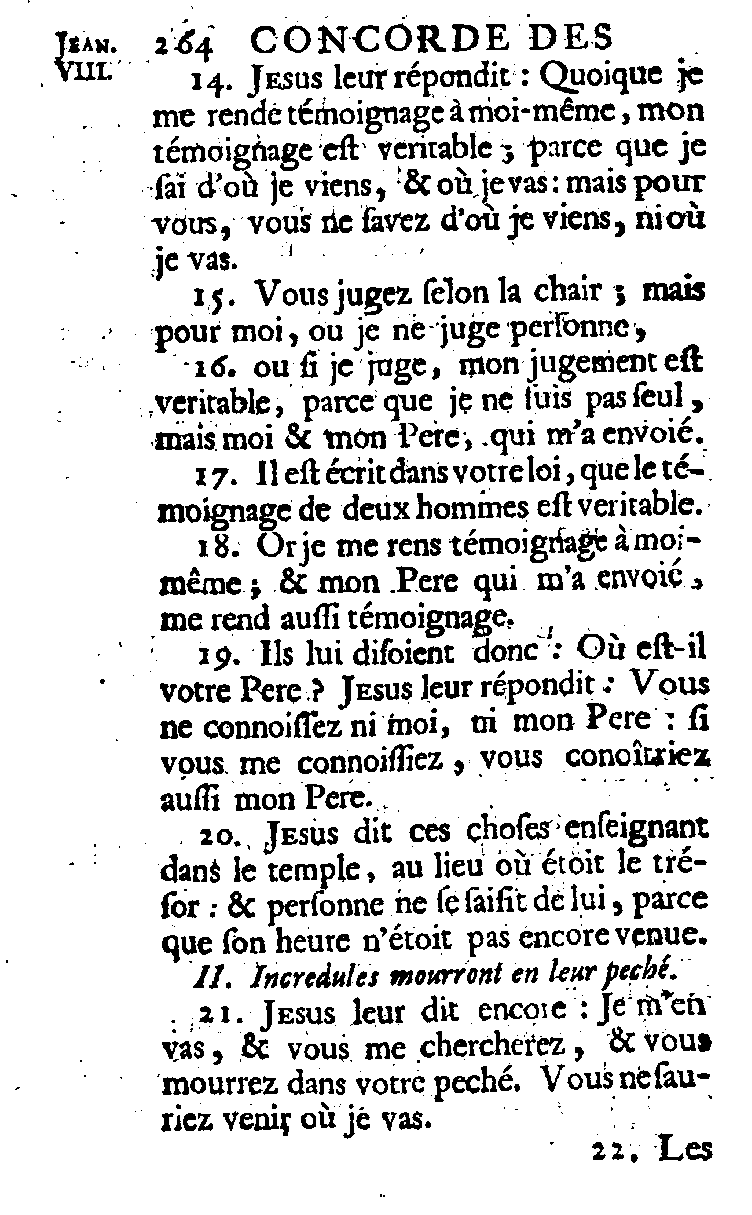 JEAN. VIII.
264 CONCORDE DES
14. JESUS leur répondit : Quoique je
me rende témoignage à moi-même, mon
témoignage eſt veritable ; parce que je
ſai d'où je viens, & où je vas : mais pour
vous, vous ne ſavez d'où je viens, ni où
je vas.
15. Vous jugez ſelon la chair ; mais
pour moi, ou je ne juge perſonne,
16. ou ſi je juge, mon jugement eſt
veritable, parce que je ne ſuis pas ſeul,
mais moi & mon Pere, qui m'a envoié.
17. Il eſt écrit dans votre loi, que le té-
moignage de deux hommes eſt veritable.
18. Or je me rens témoignage à moi-
même ; & mon Pere qui m'a envoié,
me rend auſſi témoignage.
19. Ils lui diſoient donc : Où eſt-il
votre Pere ? JESUS leur répondit : Vous
ne connoiſſez ni moi, ni mon Pere : ſi
vous me connoiſſiez, vous conoîtriez
auſſi mon Pere.
20. JESUS dit ces choſes enſeignant
dans le temple, au lieu où étoit le tré-
ſor : & perſonne ne ſe ſaiſit de lui, parce
que ſon heure n'étoit pas encore venue.
II. Incredules mourront en leur peché.
21. JESUS leur dit encore : Je m'en
vas, & vous me chercherez, & vous
mourrez dans votre peché. Vous ne ſau-
riez venir où je vas.
22. Les